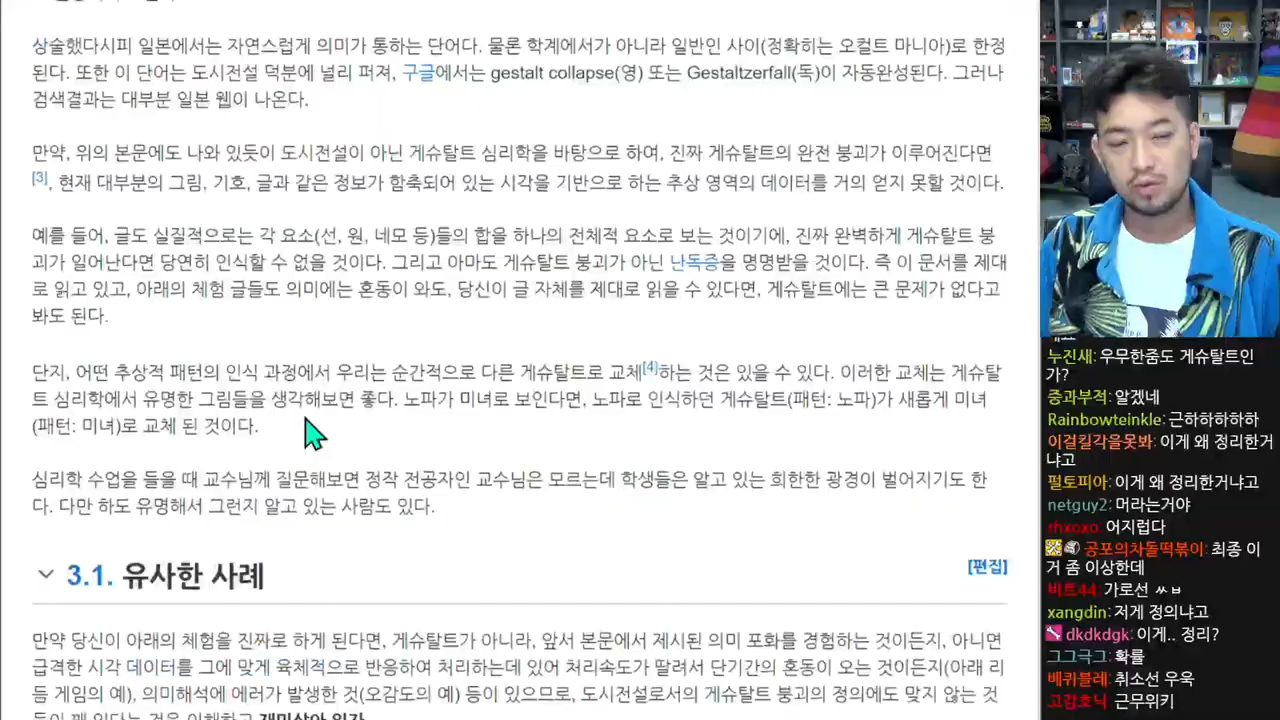 상술했다시피 일본에서는 자연스럽게 의미가 통하는 단어다. 물론 학계에서가 아니라 일반인 사이(정확히는 오컬트 마니아)로 한정
된다. 또한 이 단어는 도시전설 덕분에 널리 퍼져, 구글에서는 gestalt collapse(영) 또는 Gestaltzerfall(독)이 자동완성된다. 그러나
검색결과는 대부분 일본 웹이 나온다.
만약, 위의 본문에도 나와 있듯이 도시전설이 아닌 게슈탈트 심리학을 바탕으로 하여, 진짜 게슈탈트의 완전 붕괴가 이루어진다면
[3], 현재 대부분의 그림, 기호, 글과 같은 정보가 함축되어 있는 시각을 기반으로 하는 추상 영역의 데이터를 거의 얻지 못할 것이다.
예를 들어, 글도 실질적으로는 각 요소(선, 원, 네모 등)들의 합을 하나의 전체적 요소로 보는 것이기에, 진짜 완벽하게 게슈탈트 붕
괴가 일어난다면 당연히 인식할 수 없을 것이다. 그리고 아마도 게슈탈트 붕괴가 아닌 난독증을 명명받을 것이다. 즉 이 문서를 제대
로 읽고 있고, 아래의 체험 글들도 의미에는 혼동이 와도, 당신이 글 자체를 제대로 읽을 수 있다면, 게슈탈트에는 큰 문제가 없다고
봐도 된다.
단지, 어떤 추상적 패턴의 인식 과정에서 우리는 순간적으로 다른 게슈탈트로 교체[4]하는 것은 있을 수 있다. 이러한 교체는 게슈탈
트 심리학에서 유명한 그림들을 생각해보면 좋다. 노파가 미녀로 보인다면, 노파로 인식하던 게슈탈트(패턴: 노파)가 새롭게 미녀
(패턴: 미녀)로 교체 된 것이다.
심리학 수업을 들을 때 교수님께 질문해보면 정작 전공자인 교수님은 모르는데 학생들은 알고 있는 희한한 광경이 벌어지기도 한
다. 다만 하도 유명해서 그런지 알고 있는 사람도 있다.
3.1. 유사한 사례 [편집]
만약 당신이 아래의 체험을 진짜로 하게 된다면, 게슈탈트가 아니라, 앞서 본문에서 제시된 의미 포화를 경험하는 것이든지, 아니면
급격한 시각 데이터를 그에 맞게 육체적으로 반응하여 처리하는데 있어 처리속도가 딸려서 단기간의 혼동이 오는 것이든지(아래 리
듬 게임의 예), 의미해석에 에러가 발생한 것(요감도의 예) 등이 있으므로, 도시전설로서의 게슈탈트 붕괴의 정의에도 맞지 않는 것
누진새: 우무한줌도 게슈탈트인
가?
중과부적: 알겠네
Rainbowteinkle: 근하하하하하
이걸킬각을못봐: 이게 왜 정리한거
냐고
펄토피아: 이게 왜 정리한거냐고
netguy2: 머라는거야
rhxoxo: 어지럽다
공포의차돌떡볶이: 최종 이
거 좀 이상한데
비트44: 가로선 ㅆㅂ
xangdin: 저게 정의냐고
dkdkdgk: 이게.. 정리?
그그극그: 확률
배퀴블레: 취소선 우욱
고감호닉: 근무위키